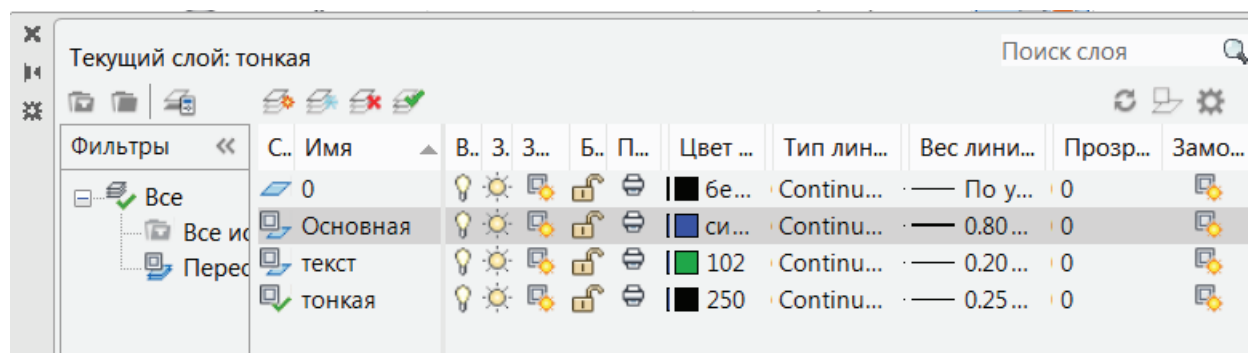 Текущий слой: тонкая Поиск слоя
Фильтры С.. Имя В.. З. З... Б.. П... Цвет ... Тип лин... Вес лини... Прозр... Замо...
Все 0 бе... Continu... По у... 0
Все ис Основная си... Continu... 0.80 ... 0
Перес текст 102 Continu... 0.20 ... 0
тонкая 250 Continu... 0.25 ... 0